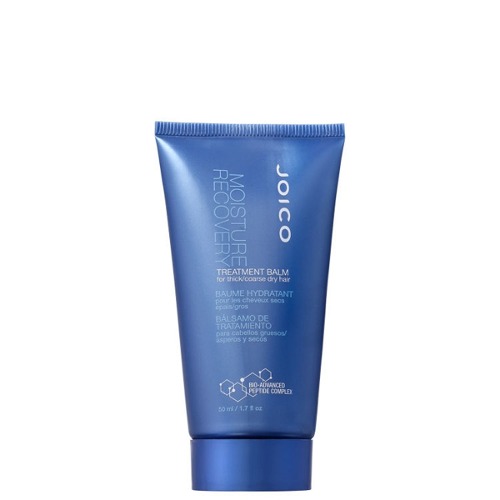 JOICO
MOISTURE
RECOVERY
TREATMENT BALM
for thick/coarse dry hair
BAUME HYDRATANT
pour les cheveux secs
épais/gros
BÁLSAMO DE
TRATAMIENTO
para cabellos gruesos/
ásperos y secos
BIO-ADVANCED
PEPTIDE COMPLEX
50 ml / 1.7 fl oz